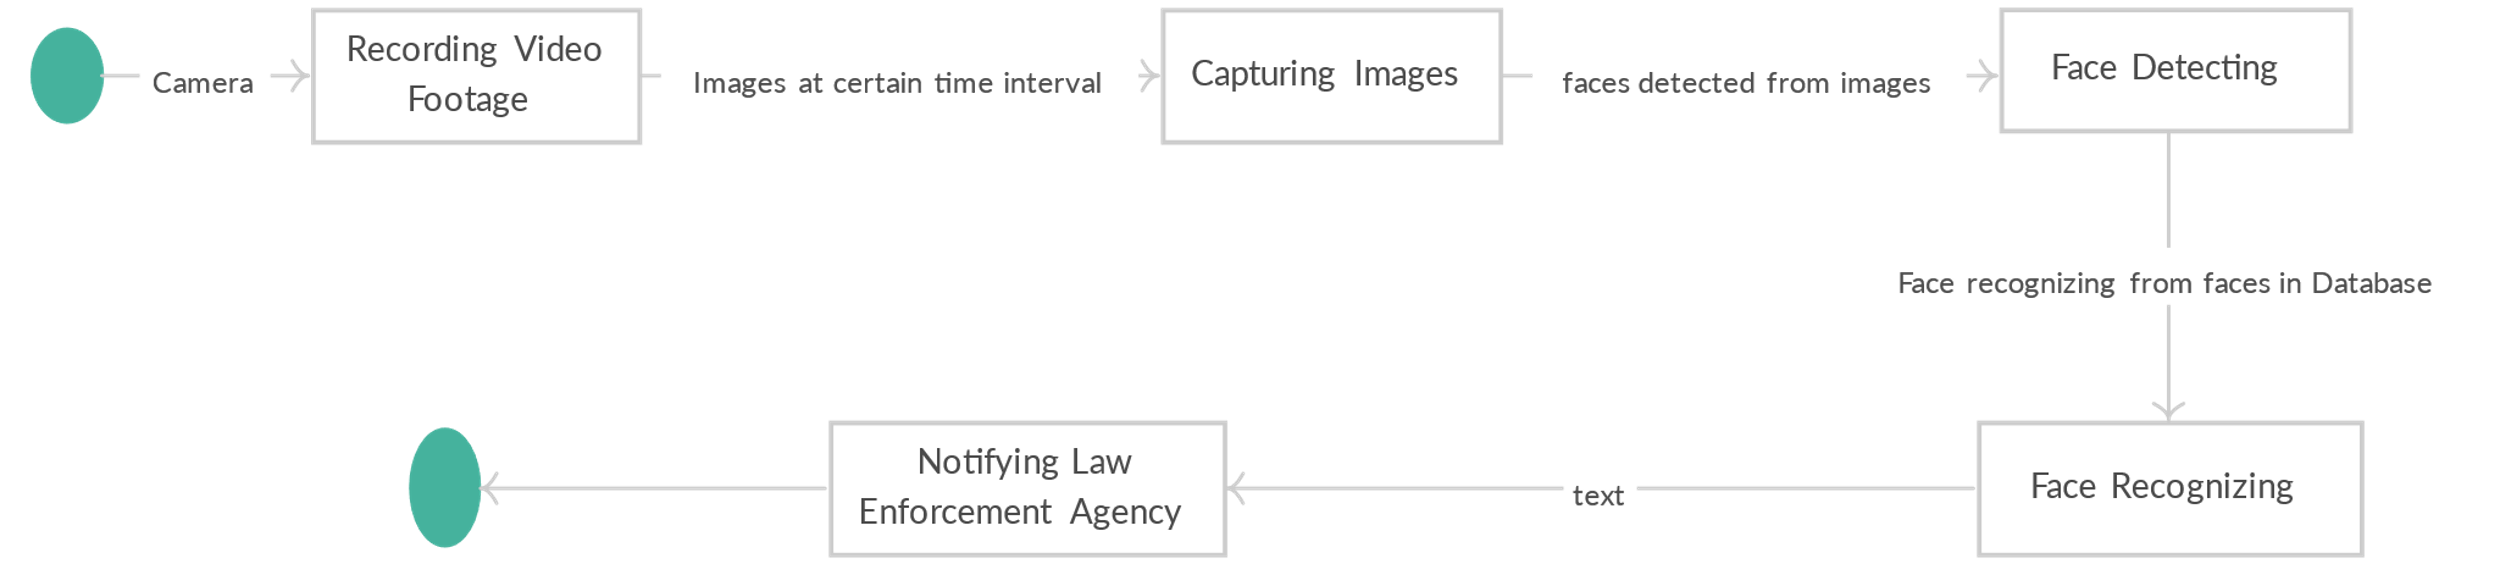 Camera
Recording Video
Footage
Images at certain time interval
Capturing Images
faces detected from images
Face Detecting
Face recognizing from faces in Database
Face Recognizing
text
Notifying Law
Enforcement Agency